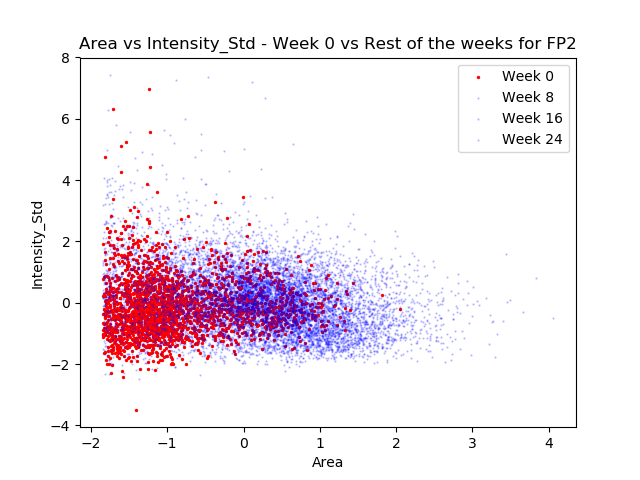 Area vs Intensity_Std - Week 0 vs Rest of the weeks for FP2
Week 0
Week 8
Week 16
Week 24
8
6
4
2
0
−2
−4
Intensity_Std
−2 −1 0 1 2 3 4
Area